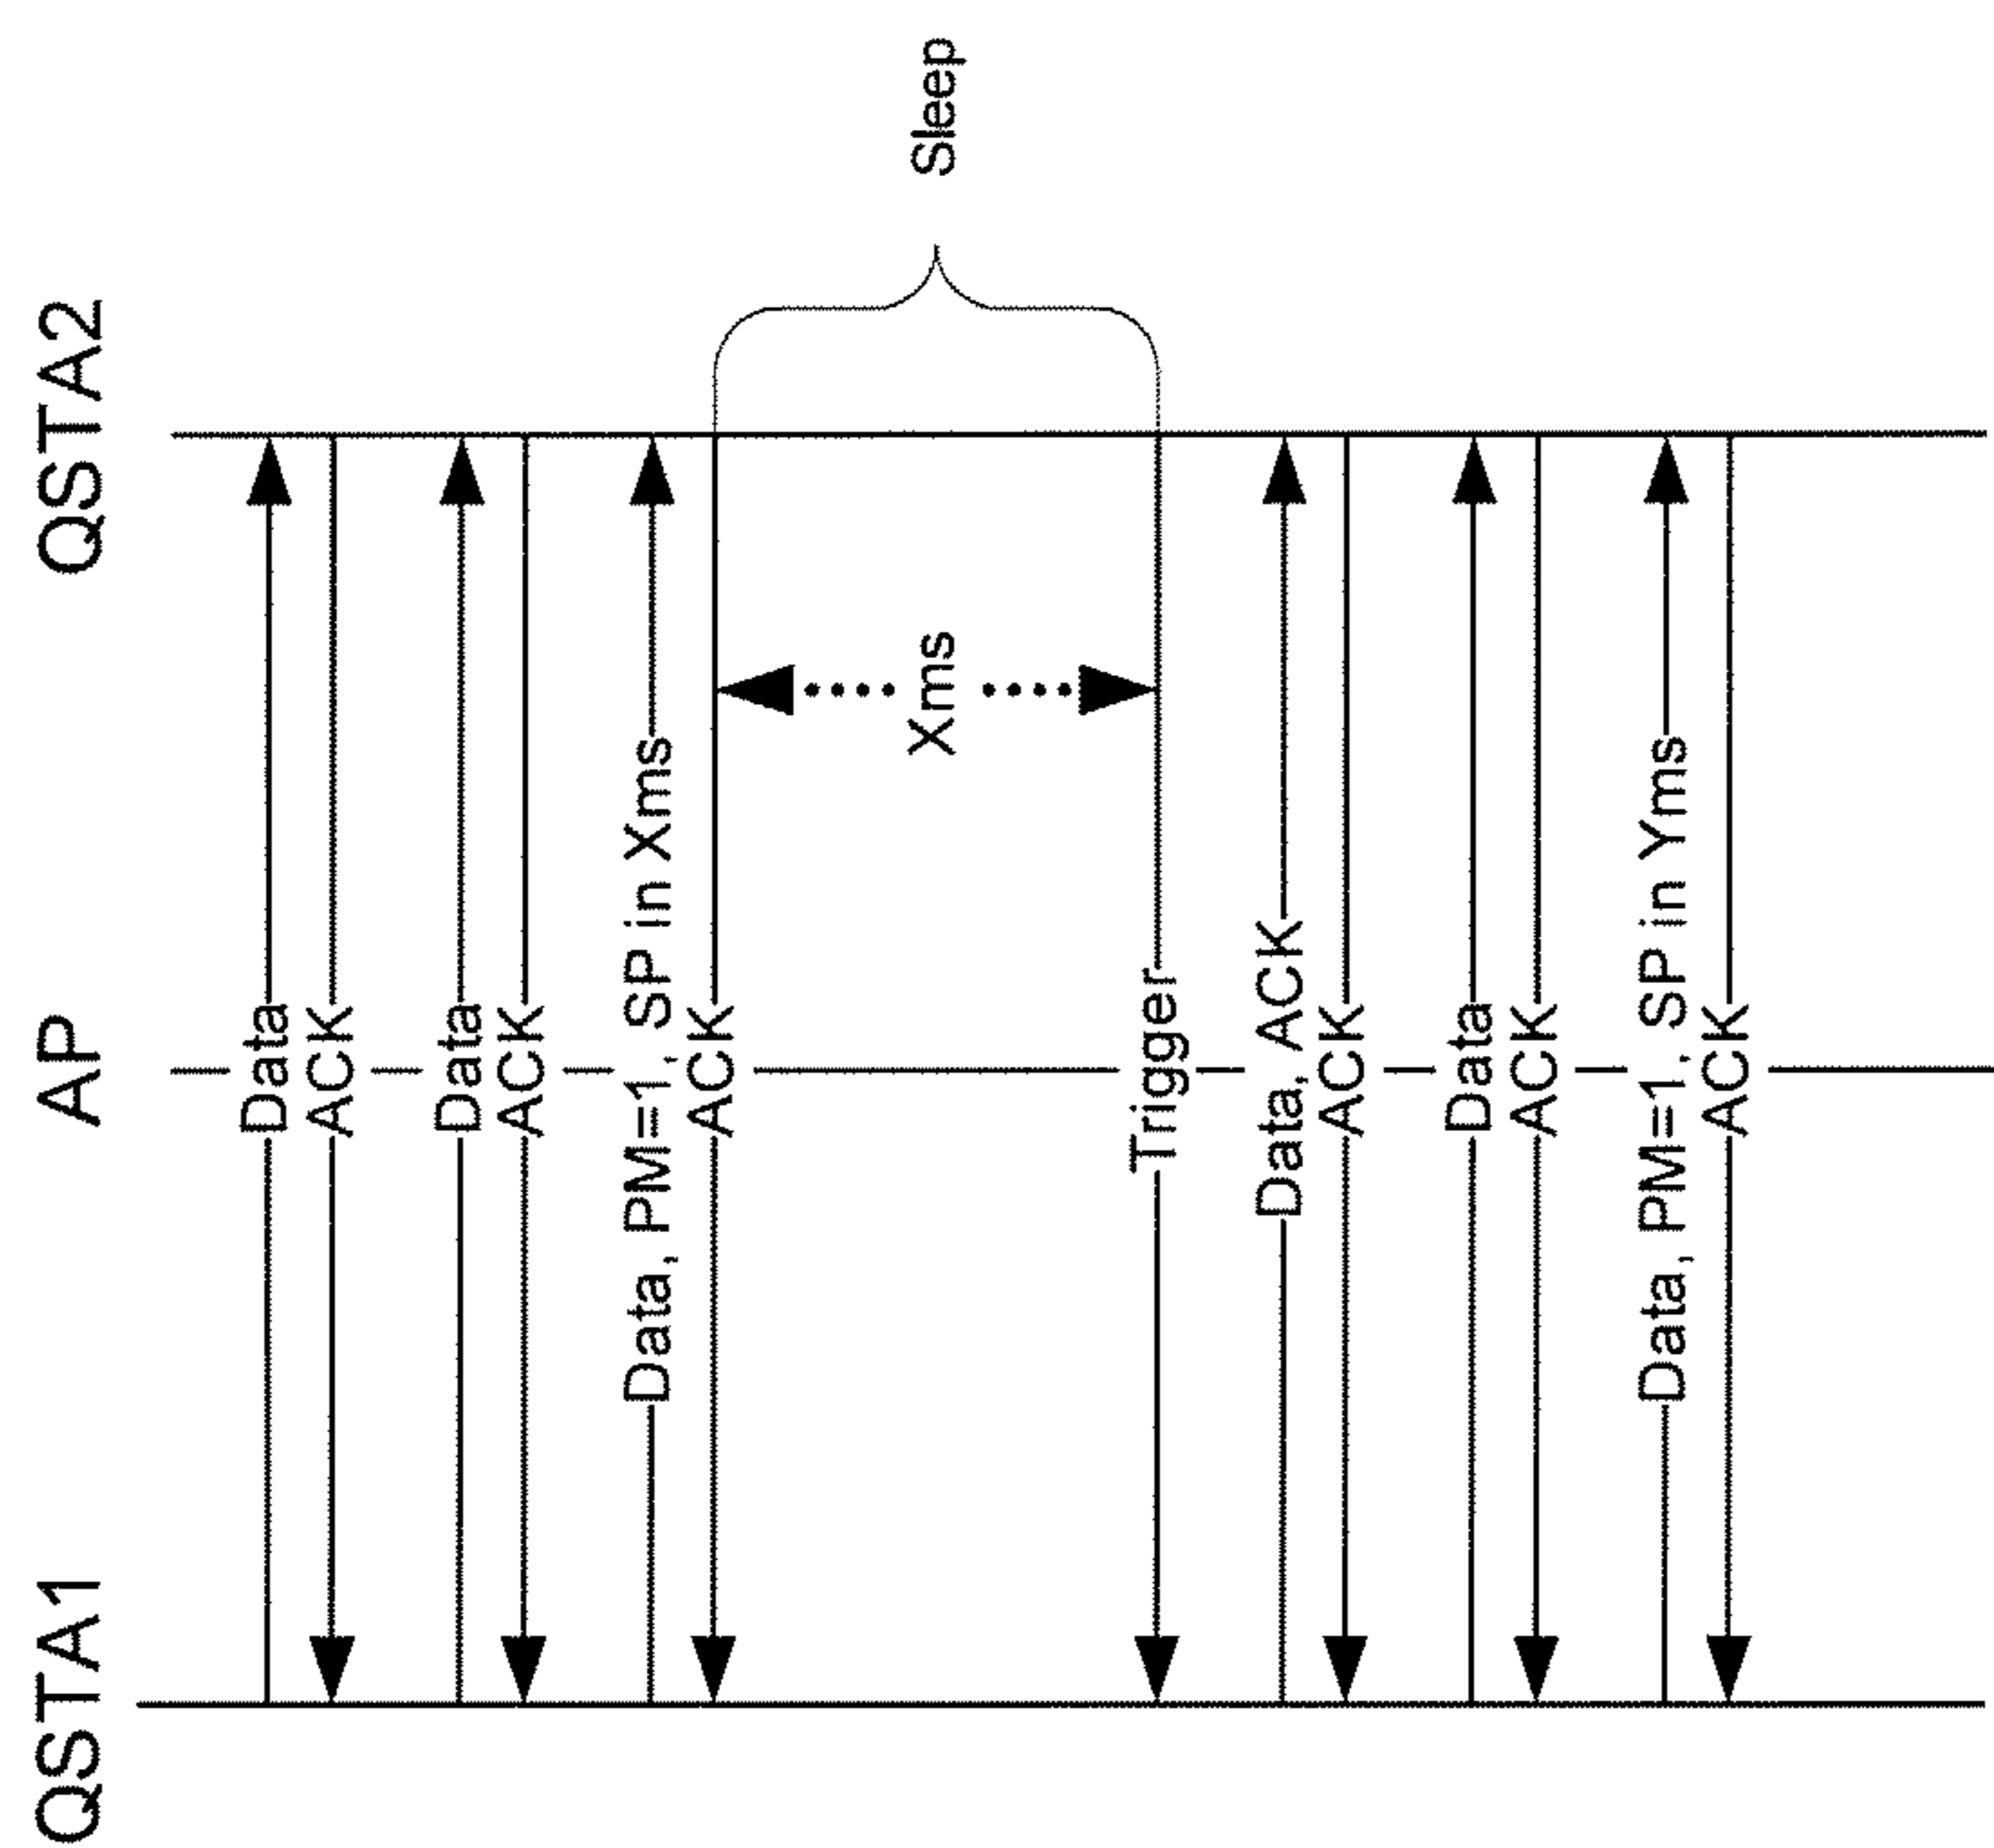 QSTA1
AP
QSTA2
Data
ACK
Data
ACK
Data, PM=1, SP in Xms
ACK
Xms
Sleep
Trigger
Data, ACK
ACK
Data
ACK
Data, PM=1, SP in Yms
ACK